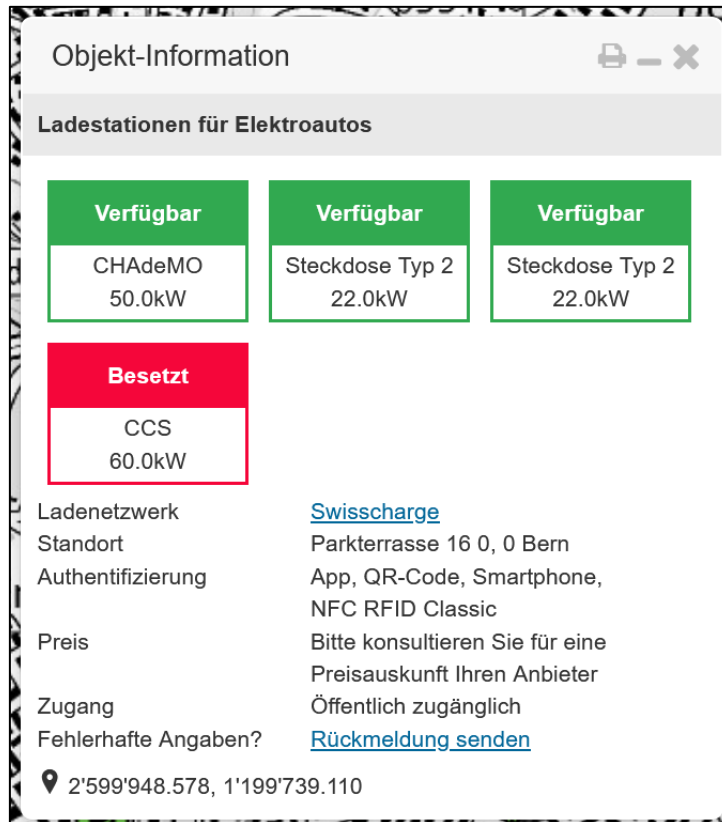 Objekt-Information
Ladestationen für Elektroautos
Verfügbar
CHAdeMO
50.0kW
Verfügbar
Steckdose Typ 2
22.0kW
Verfügbar
Steckdose Typ 2
22.0kW
Besetzt
CCS
60.0kW
Ladenetzwerk Swisscharge
Standort Parkterrasse 16 0, 0 Bern
Authentifizierung App, QR-Code, Smartphone,
NFC RFID Classic
Preis Bitte konsultieren Sie für eine
Preisauskunft Ihren Anbieter
Zugang Öffentlich zugänglich
Fehlerhafte Angaben? Rückmeldung senden
2'599'948.578, 1'199'739.110